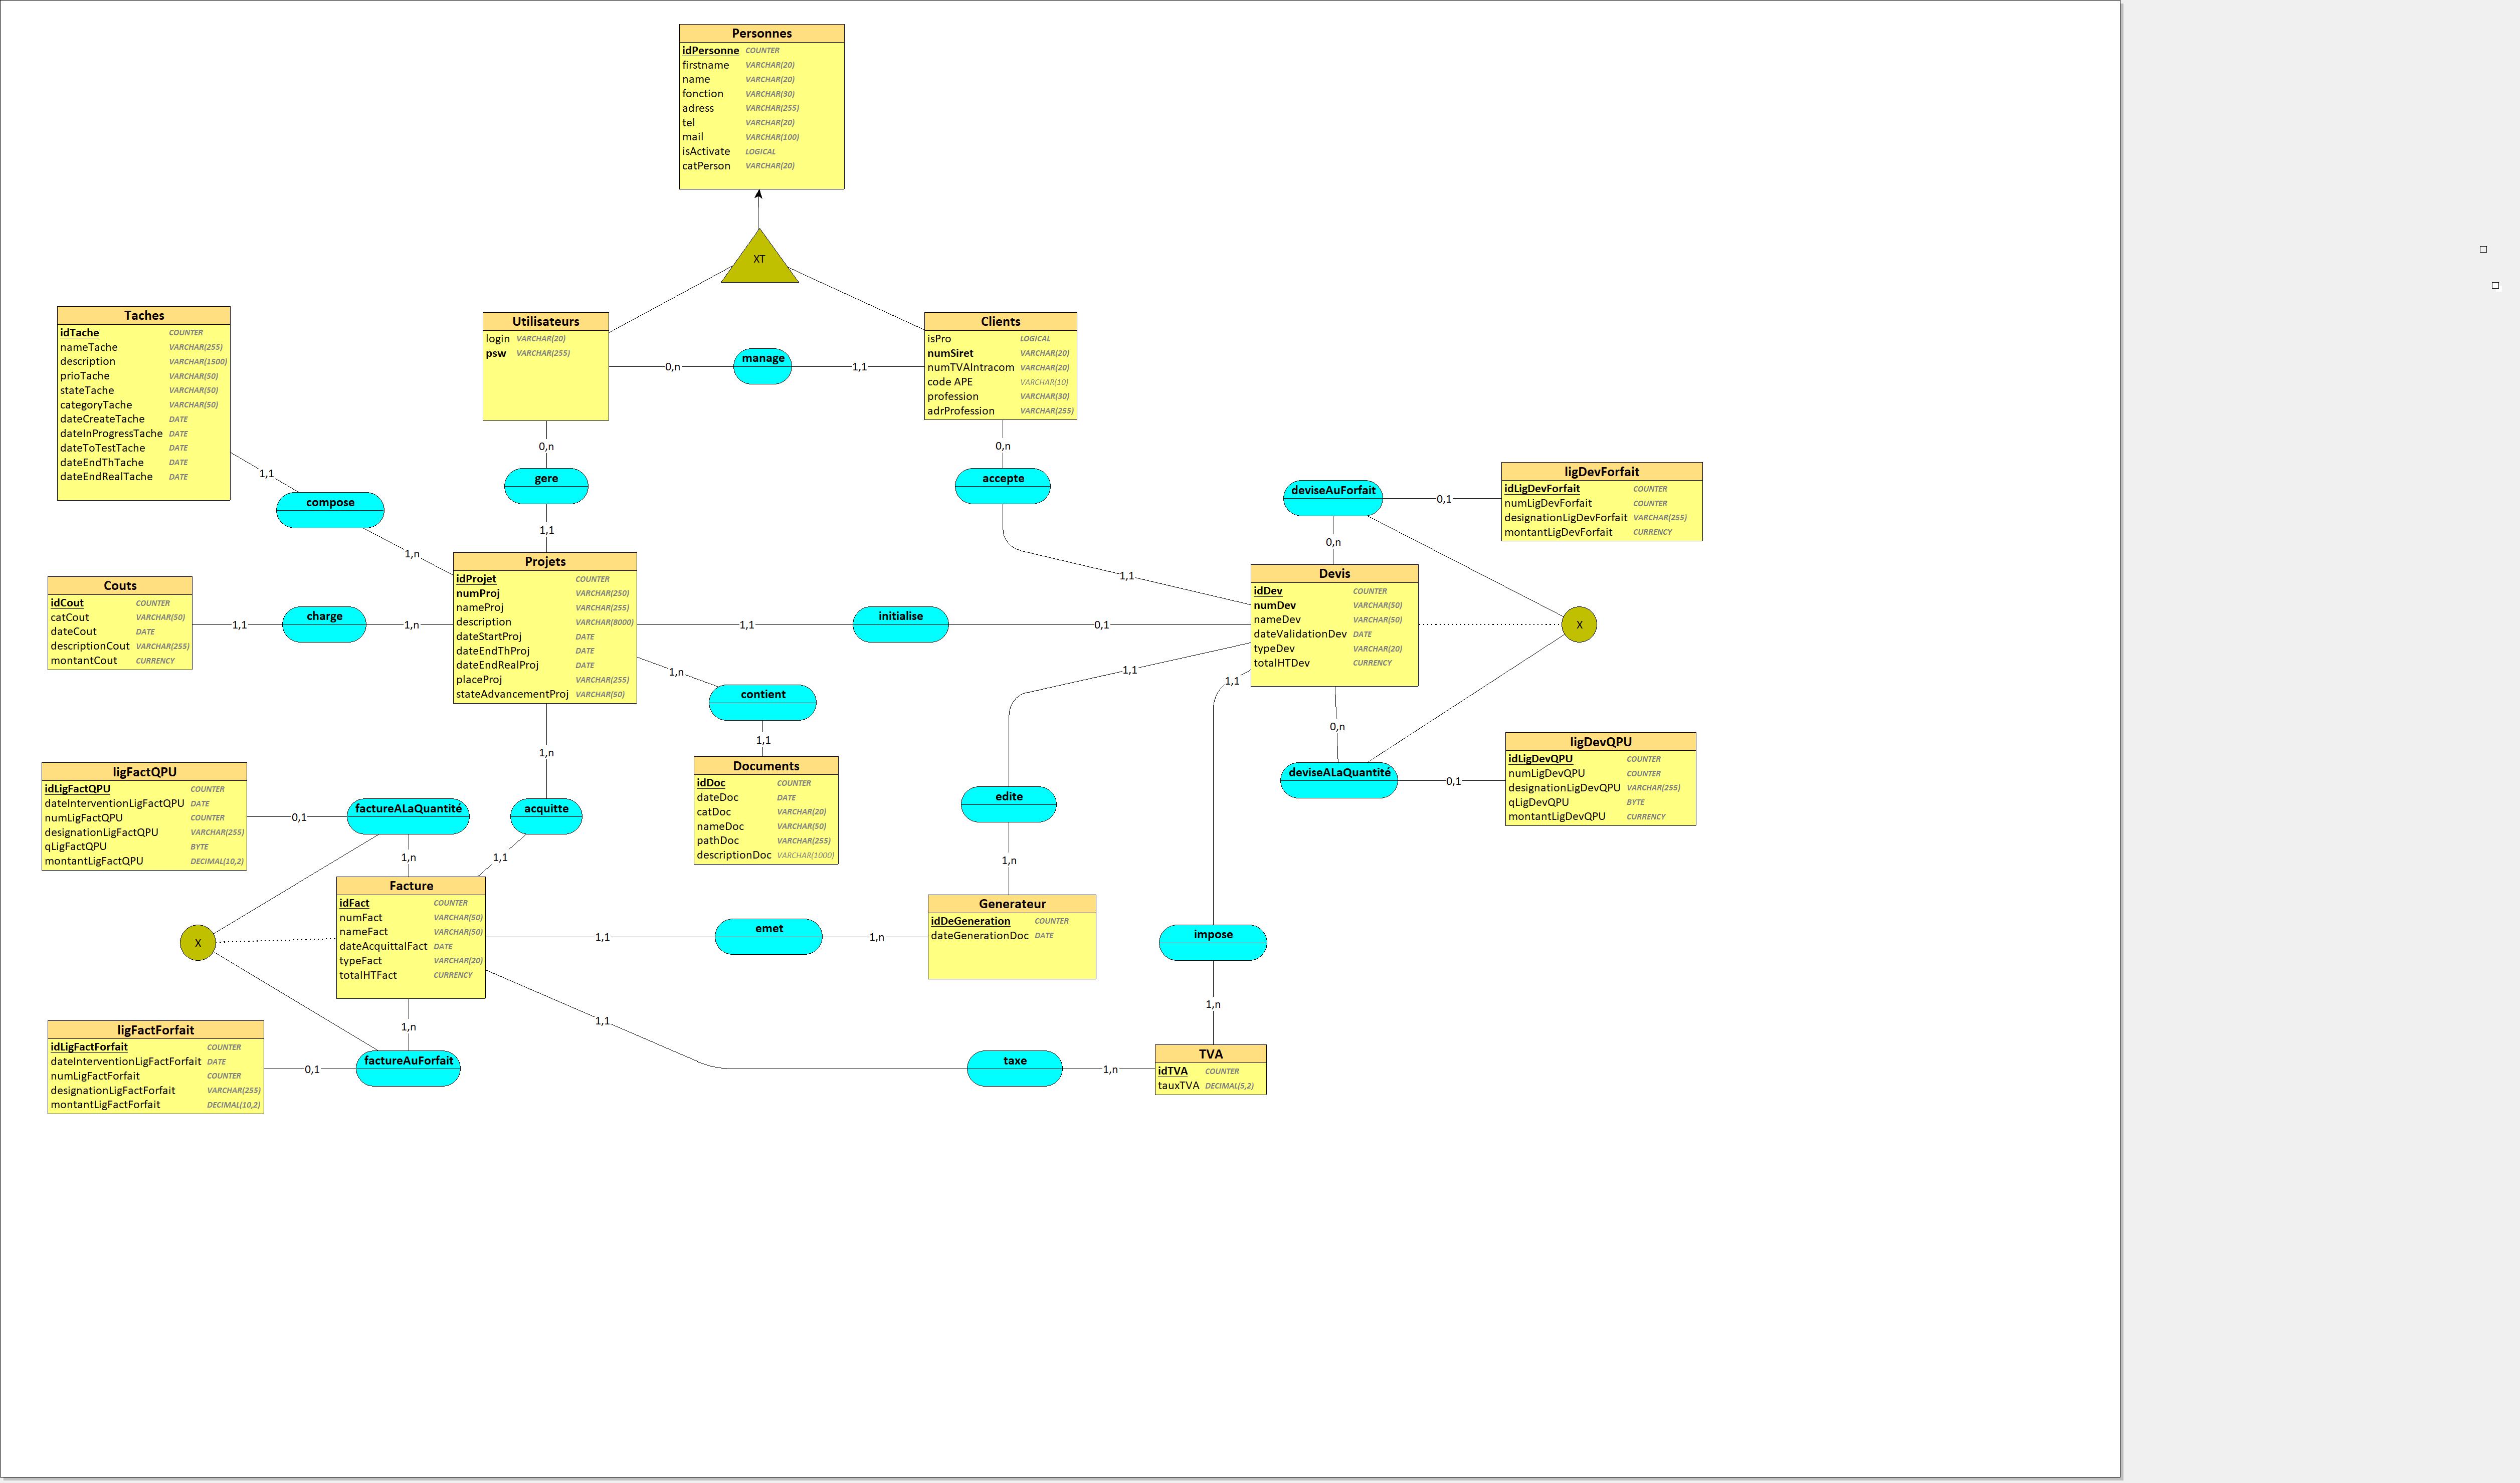 Personnes
idPersonne COUNTER
firstname VARCHAR(20)
name VARCHAR(20)
fonction VARCHAR(30)
adress VARCHAR(255)
tel VARCHAR(20)
mail VARCHAR(100)
isActivate LOGICAL
catPerson VARCHAR(20)
XT
Taches
idTache COUNTER
nameTache VARCHAR(255)
description VARCHAR(1500)
prioTache VARCHAR(50)
stateTache VARCHAR(50)
categoryTache VARCHAR(50)
dateCreateTache DATE
dateInProgressTache DATE
dateToTestTache DATE
dateEndThTache DATE
dateEndRealTache DATE
Utilisateurs
login VARCHAR(20)
psw VARCHAR(255)
0,n
manage
1,1
Clients
isPro LOGICAL
numSiret VARCHAR(20)
numTVAIntracom VARCHAR(20)
code APE VARCHAR(10)
profession VARCHAR(30)
adrProfession VARCHAR(255)
0,n
gere
1,1
0,n
accepte
1,1
1,1
compose
1,n
deviseAuForfait
0,1
0,n
ligDevForfait
idLigDevForfait COUNTER
numLigDevForfait COUNTER
designationLigDevForfait VARCHAR(255)
montantLigDevForfait CURRENCY
Couts
idCout COUNTER
catCout VARCHAR(50)
dateCout DATE
descriptionCout VARCHAR(255)
montantCout CURRENCY
1,1
charge
1,n
Projets
idProjet COUNTER
numProj VARCHAR(250)
nameProj VARCHAR(255)
description VARCHAR(8000)
dateStartProj DATE
dateEndThProj DATE
dateEndRealProj DATE
placeProj VARCHAR(255)
stateAdvancementProj VARCHAR(50)
1,1
initialise
0,1
Devis
idDev COUNTER
numDev VARCHAR(50)
nameDev VARCHAR(50)
dateValidationDev DATE
typeDev VARCHAR(20)
totalHTDev CURRENCY
X
1,n
contient
1,1
1,1
1,1
0,n
deviseALaQuantité
0,1
ligDevQPU
idLigDevQPU COUNTER
numLigDevQPU COUNTER
designationLigDevQPU VARCHAR(255)
qLigDevQPU BYTE
montantLigDevQPU CURRENCY
Documents
idDoc COUNTER
dateDoc DATE
catDoc VARCHAR(20)
nameDoc VARCHAR(50)
pathDoc VARCHAR(255)
descriptionDoc VARCHAR(1000)
1,n
acquitte
1,1
edite
1,n
ligFactQPU
idLigFactQPU COUNTER
dateInterventionLigFactQPU DATE
numLigFactQPU COUNTER
designationLigFactQPU VARCHAR(255)
qLigFactQPU BYTE
montantLigFactQPU DECIMAL(10,2)
0,1
factureALaQuantité
1,n
Facture
idFact COUNTER
numFact VARCHAR(50)
nameFact VARCHAR(50)
dateAcquittalFact DATE
typeFact VARCHAR(20)
totalHTFact CURRENCY
X
1,1
emet
1,n
Generateur
idDeGeneration COUNTER
dateGenerationDoc DATE
impose
1,n
1,n
1,1
ligFactForfait
idLigFactForfait COUNTER
dateInterventionLigFactForfait DATE
numLigFactForfait COUNTER
designationLigFactForfait VARCHAR(255)
montantLigFactForfait DECIMAL(10,2)
0,1
factureAuForfait
taxe
1,n
TVA
idTVA COUNTER
tauxTVA DECIMAL(5,2)